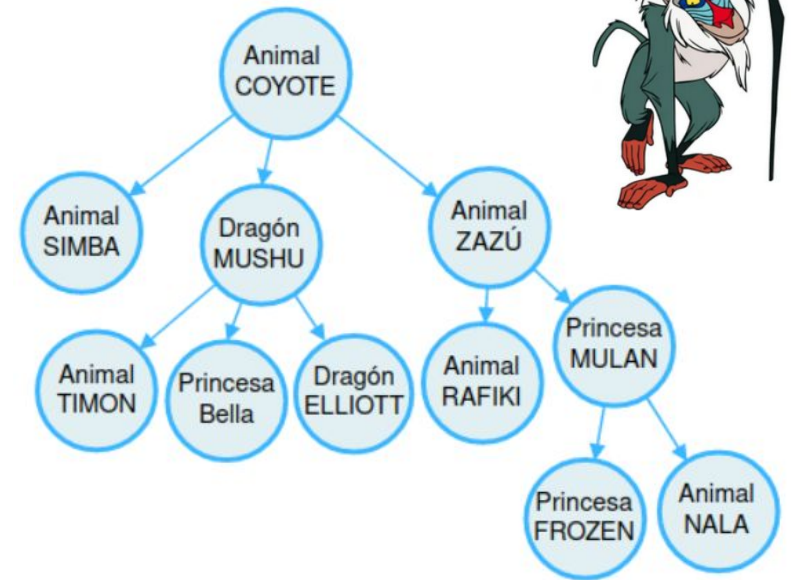 Animal
COYOTE
Animal
SIMBA
Dragón
MUSHU
Animal
ZAZÚ
Animal
TIMON
Princesa
Bella
Dragón
ELLIOTT
Animal
RAFIKI
Princesa
MULAN
Princesa
FROZEN
Animal
NALA